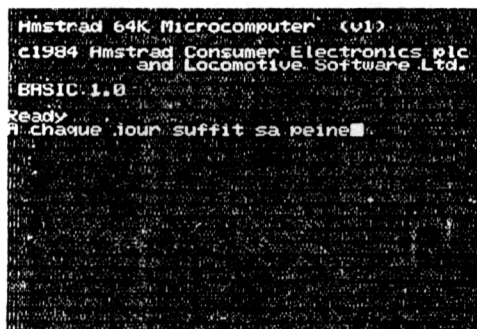 Amstrad 64K Microcomputer (v1)
c1984 Amstrad Consumer Electronics plc
and Locomotive Software Ltd.
BASIC 1.0
Ready
A chaque jour suffit sa peine